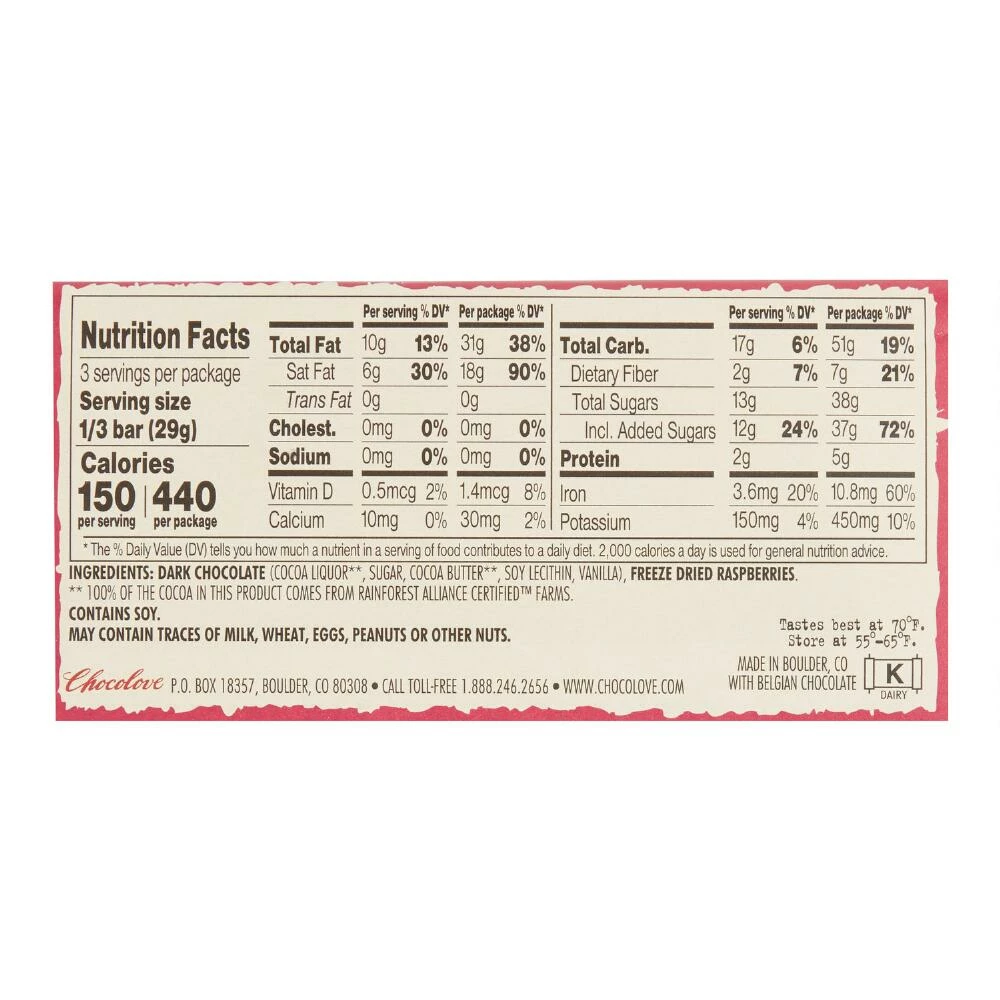 Nutrition Facts
3 servings per package
Serving size
1/3 bar (29g)
Calories
150 | 440
per serving per package
Per serving % DV* Per package % DV*
Total Fat 10g 13% 31g 38%
Sat Fat 6g 30% 18g 90%
Trans Fat 0g 0g
Cholest. 0mg 0% 0mg 0%
Sodium 0mg 0% 0mg 0%
Vitamin D 0.5mcg 2% 1.4mcg 8%
Calcium 10mg 0% 30mg 2%
Per serving % DV* Per package % DV*
Total Carb. 17g 6% 51g 19%
Dietary Fiber 2g 7% 7g 21%
Total Sugars 13g 38g
Incl. Added Sugars 12g 24% 37g 72%
Protein 2g 5g
Iron 3.6mg 20% 10.8mg 60%
Potassium 150mg 4% 450mg 10%
* The % Daily Value (DV) tells you how much a nutrient in a serving of food contributes to a daily diet. 2,000 calories a day is used for general nutrition advice.
INGREDIENTS: DARK CHOCOLATE (COCOA LIQUOR**, SUGAR, COCOA BUTTER**, SOY LECITHIN, VANILLA), FREEZE DRIED RASPBERRIES.
** 100% OF THE COCOA IN THIS PRODUCT COMES FROM RAINFOREST ALLIANCE CERTIFIED™ FARMS.
CONTAINS SOY.
MAY CONTAIN TRACES OF MILK, WHEAT, EGGS, PEANUTS OR OTHER NUTS.
Tastes best at 70°F.
Store at 55°-65°F.
Chocolove P.O. BOX 18357, BOULDER, CO 80308 • CALL TOLL-FREE 1.888.246.2656 • WWW.CHOCOLOVE.COM
MADE IN BOULDER, CO
WITH BELGIAN CHOCOLATE
K
DAIRY